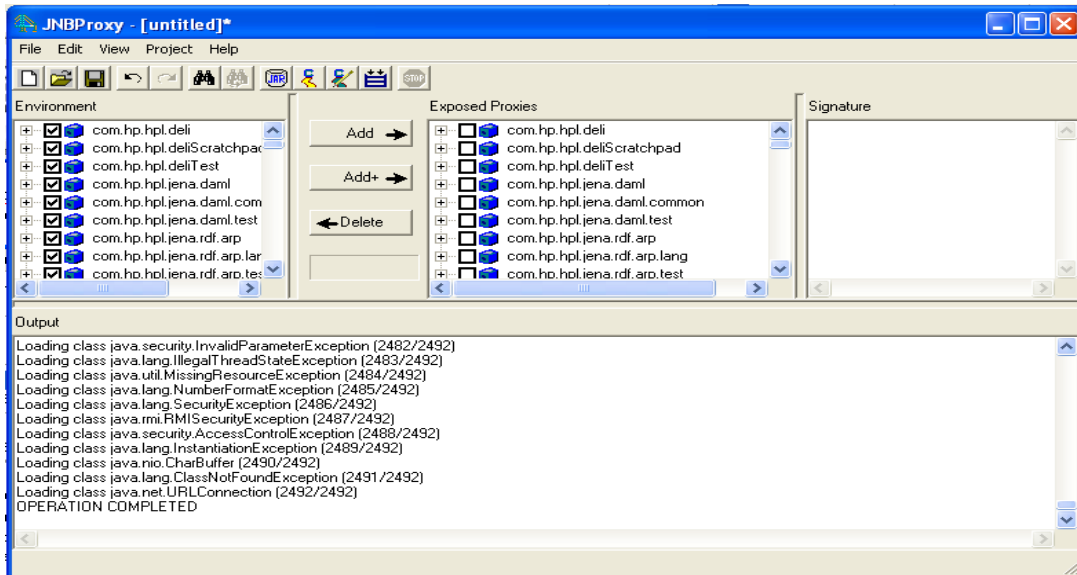 JNBProxy - [untitled]*
File Edit View Project Help
JAR STOP
Environment
com.hp.hpl.deli
com.hp.hpl.deliScratchpad
com.hp.hpl.deliTest
com.hp.hpl.jena.daml
com.hp.hpl.jena.daml.com
com.hp.hpl.jena.daml.test
com.hp.hpl.jena.rdf.arp
com.hp.hpl.jena.rdf.arp.lar
com.hp.hpl.jena.rdf.arp.tes
Add
Add+
Delete
Exposed Proxies
com.hp.hpl.deli
com.hp.hpl.deliScratchpad
com.hp.hpl.deliTest
com.hp.hpl.jena.daml
com.hp.hpl.jena.daml.common
com.hp.hpl.jena.daml.test
com.hp.hpl.jena.rdf.arp
com.hp.hpl.jena.rdf.arp.lang
com.hp.hpl.jena.rdf.arp.test
Signature
Output
Loading class java.security.InvalidParameterException (2482/2492)
Loading class java.lang.IllegalThreadStateException (2483/2492)
Loading class java.util.MissingResourceException (2484/2492)
Loading class java.lang.NumberFormatException (2485/2492)
Loading class java.lang.SecurityException (2486/2492)
Loading class java.rmi.RMISecurityException (2487/2492)
Loading class java.security.AccessControlException (2488/2492)
Loading class java.lang.InstantiationException (2489/2492)
Loading class java.nio.CharBuffer (2490/2492)
Loading class java.lang.ClassNotFoundException (2491/2492)
Loading class java.net.URLConnection (2492/2492)
OPERATION COMPLETED